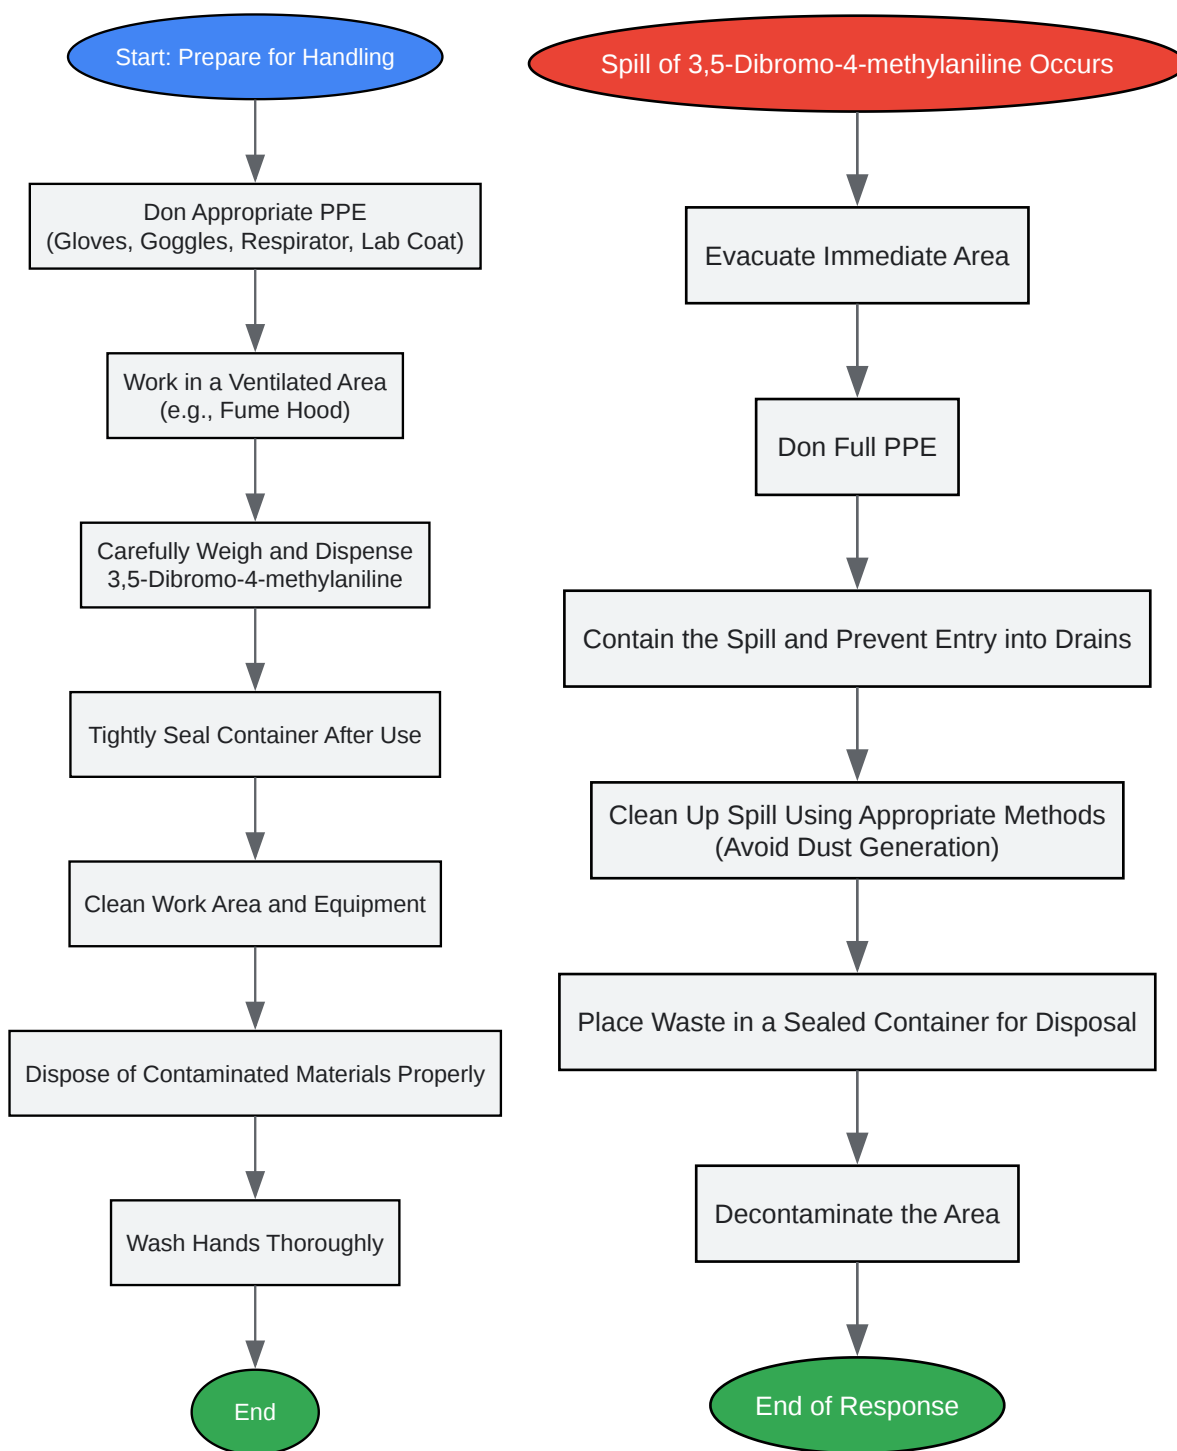 Start: Prepare for Handling
Don Appropriate PPE
(Gloves, Goggles, Respirator, Lab Coat)
Work in a Ventilated Area
(e.g., Fume Hood)
Carefully Weigh and Dispense
3,5-Dibromo-4-methylaniline
Tightly Seal Container After Use
Clean Work Area and Equipment
Dispose of Contaminated Materials Properly
Wash Hands Thoroughly
End
Spill of 3,5-Dibromo-4-methylaniline Occurs
Evacuate Immediate Area
Don Full PPE
Contain the Spill and Prevent Entry into Drains
Clean Up Spill Using Appropriate Methods
(Avoid Dust Generation)
Place Waste in a Sealed Container for Disposal
Decontaminate the Area
End of Response